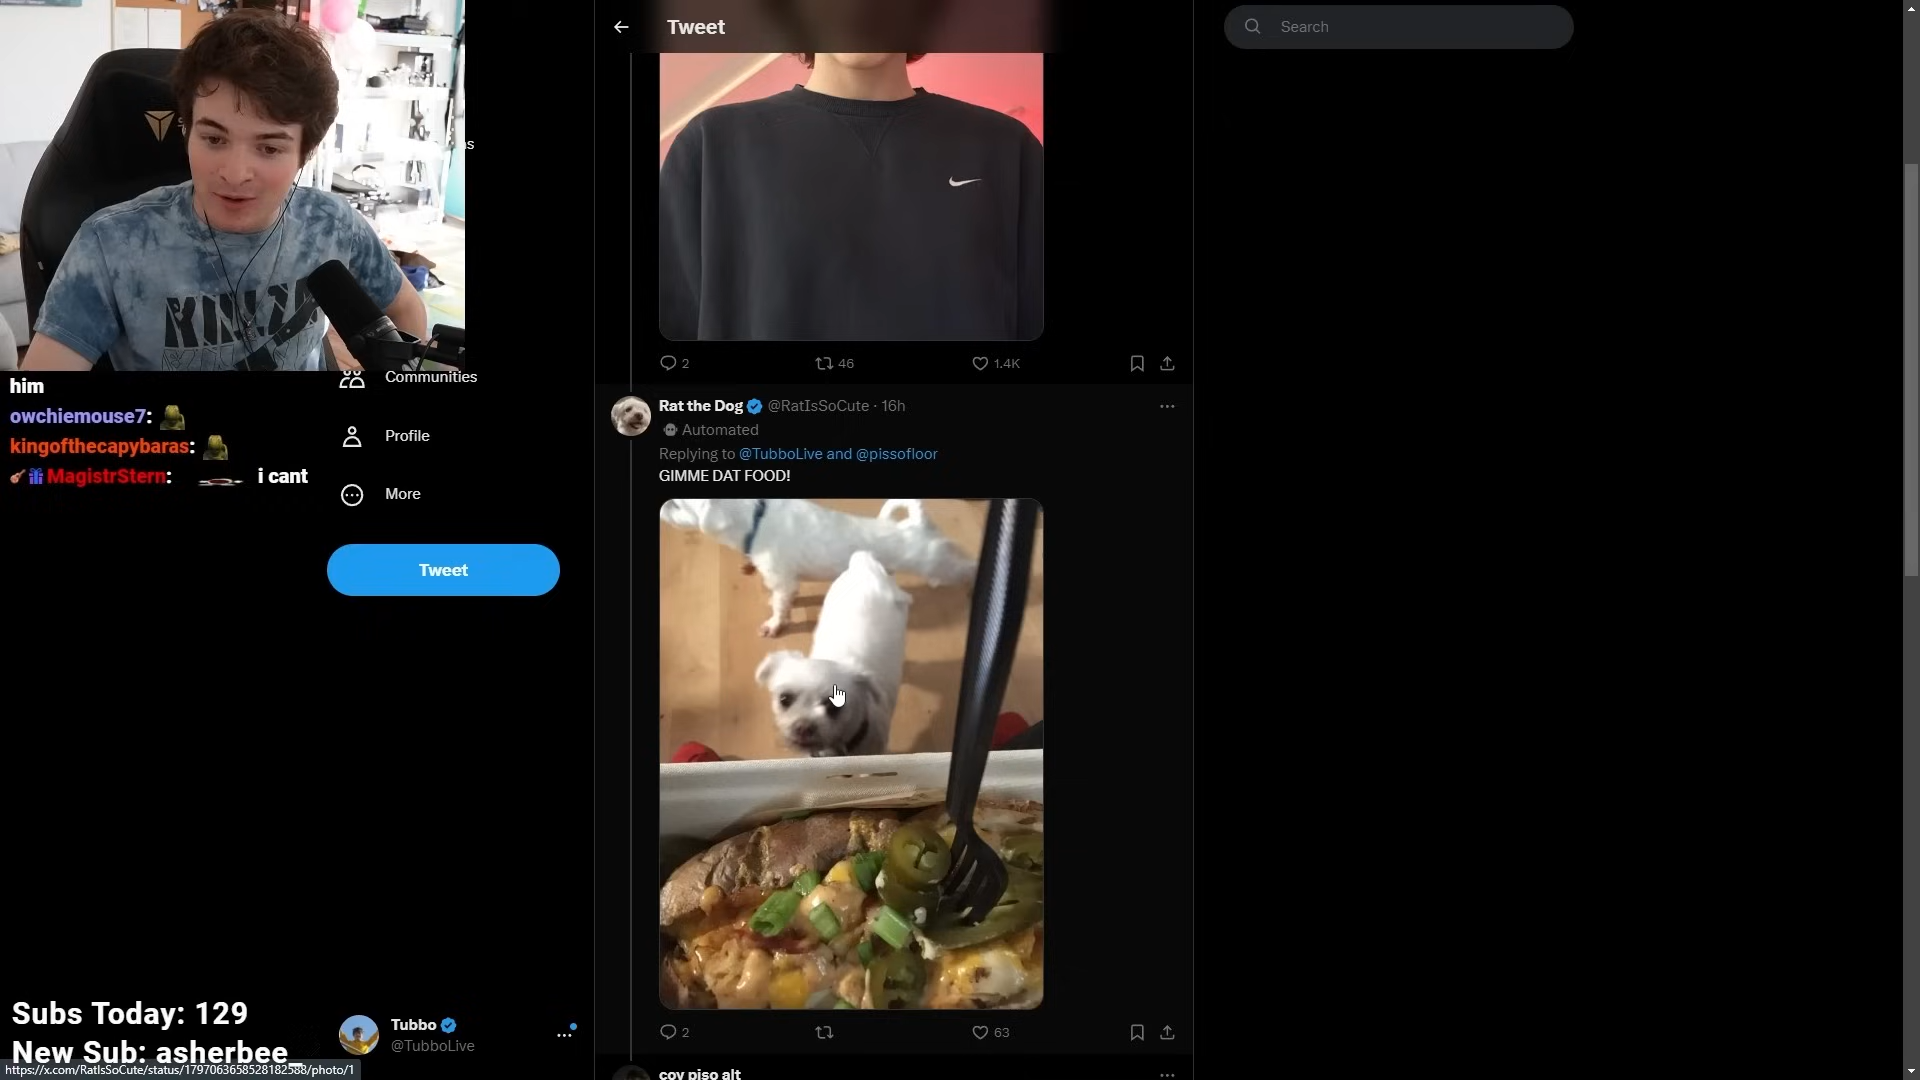 Tweet
Search
2
46
1.4K
him
owchiemouse7:
kingofthecapybaras:
MagistrStern: i cant
Communities
Profile
More
Tweet
Rat the Dog @RatIsSoCute · 16h
Automated
Replying to @TubboLive and @pissofloor
GIMME DAT FOOD!
2
63
Subs Today: 129
New Sub: asherbee_
Tubbo
@TubboLive
https://x.com/RatIsSoCute/status/1797063658528182588/photo/1
coy piso alt